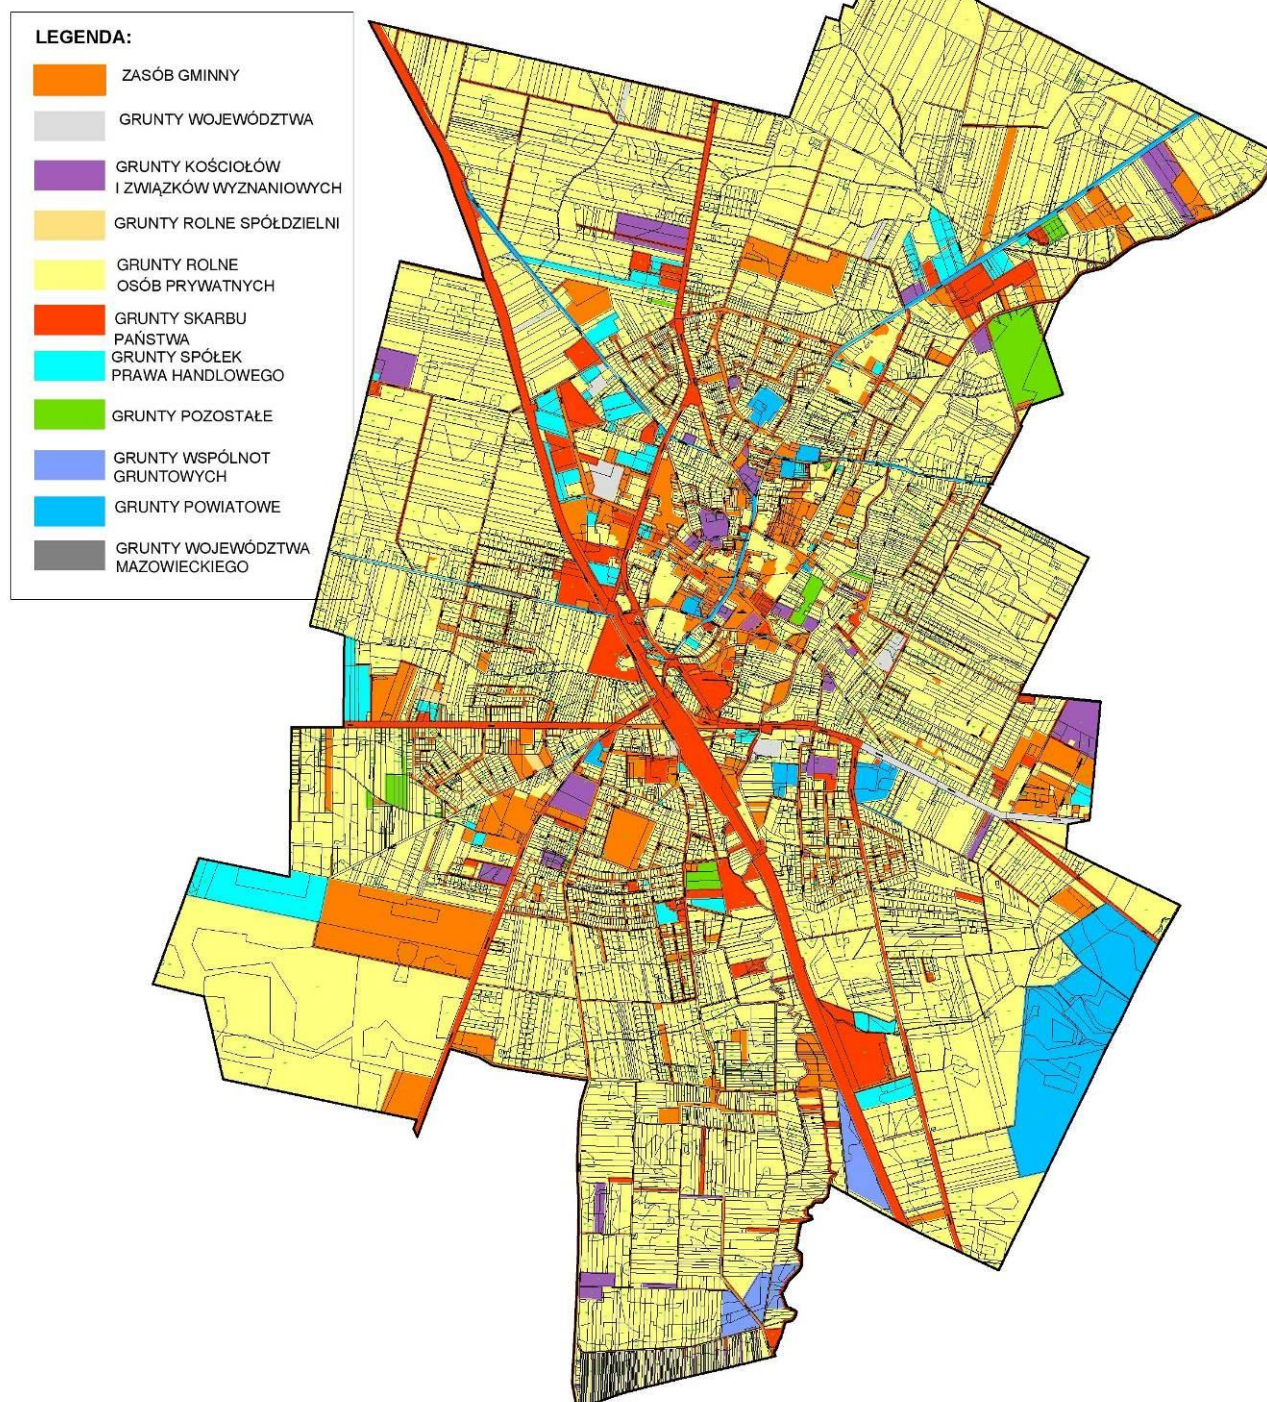 LEGENDA:
ZASÓB GMINNY
GRUNTY WOJEWÓDZTWA
GRUNTY KOŚCIOŁÓW
I ZWIĄZKÓW WYZNANIOWYCH
GRUNTY ROLNE SPÓŁDZIELNI
GRUNTY ROLNE
OSÓB PRYWATNYCH
GRUNTY SKARBU
PAŃSTWA
GRUNTY SPÓŁEK
PRAWA HANDLOWEGO
GRUNTY POZOSTAŁE
GRUNTY WSPÓLNOT
GRUNTOWYCH
GRUNTY POWIATOWE
GRUNTY WOJEWÓDZTWA
MAZOWIECKIEGO